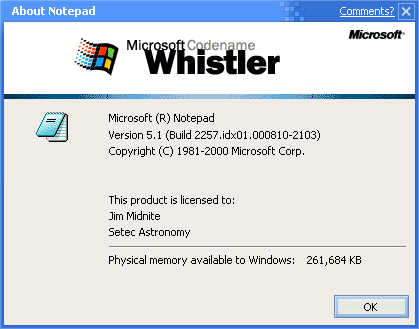 About Notepad
Comments?
Microsoft
Microsoft Codename
Whistler
Microsoft (R) Notepad
Version 5.1 (Build 2257.idx01.000810-2103)
Copyright (C) 1981-2000 Microsoft Corp.
This product is licensed to:
Jim Midnite
Setec Astronomy
Physical memory available to Windows: 261,684 KB
OK